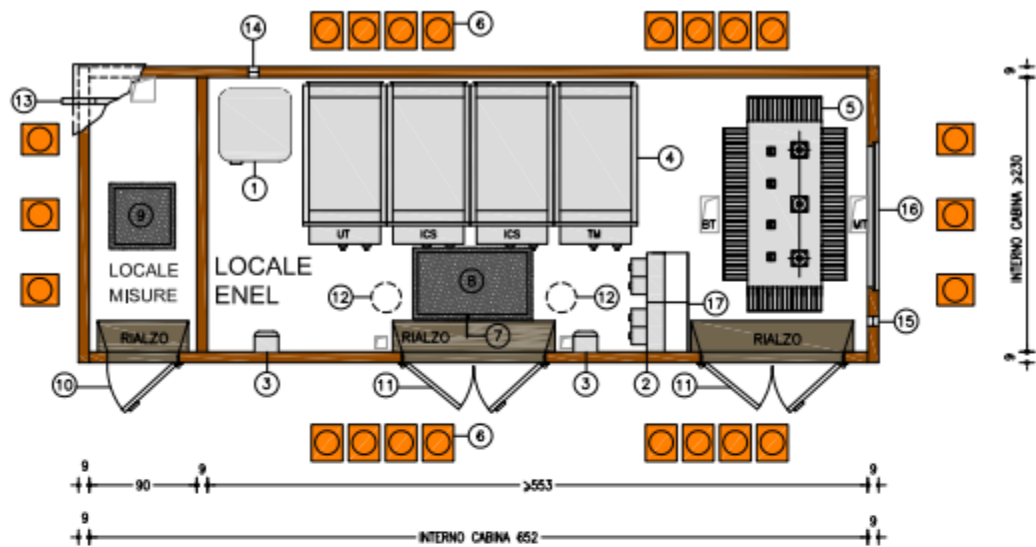 6
14
13
5
1
4
16
BT
MT
UT
ICS
ICS
TM
9
8
LOCALE
MISURE
LOCALE
ENEL
12
12
17
15
7
RIALZO
RIALZO
RIALZO
10
3
11
3
2
11
6
9
INTERNO CABINA ⩾230
9
9
90
9
⩾553
9
9
INTERNO CABINA 652
9